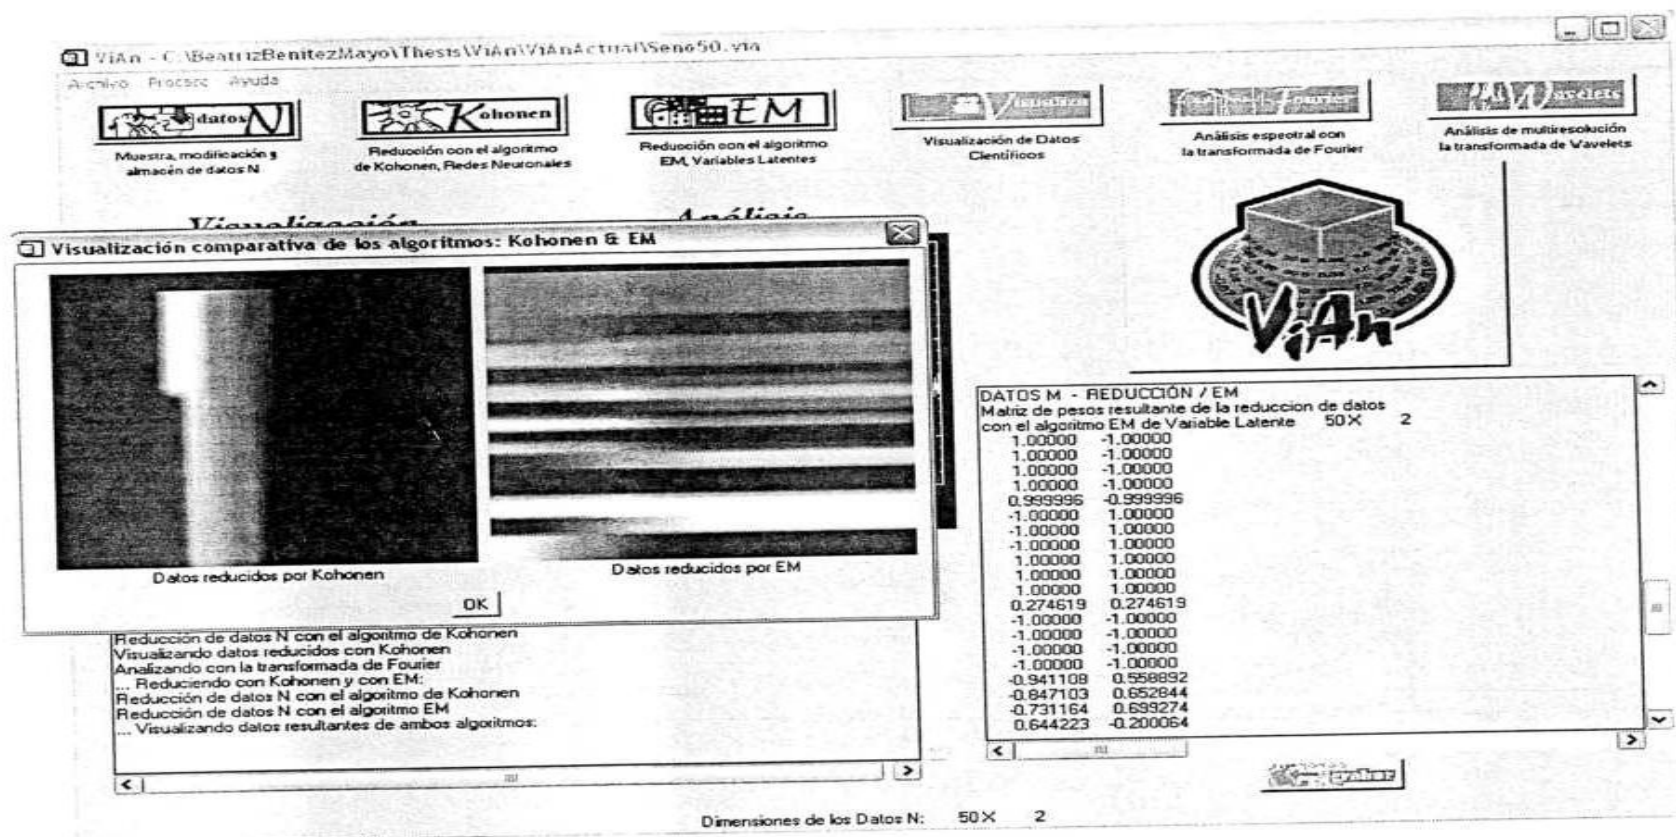 ViAn - C:\BeatrizBenitezMayo\Thesis\ViAn\ViAnActual\Seno50.via
Archivo Proceso Ayuda
datos N
Kohonen
EM
Visualiza
Fourier
Wavelets
Muestra, modificación y
almacén de datos N
Reducción con el algoritmo
de Kohonen, Redes Neuronales
Reducción con el algoritmo
EM, Variables Latentes
Visualización de Datos
Científicos
Análisis espectral con
la transformada de Fourier
Análisis de multiresolución
la transformada de Wavelets
Visualización
Análisis
ViAn
Visualización comparativa de los algoritmos: Kohonen & EM
Datos reducidos por Kohonen
Datos reducidos por EM
OK
Reducción de datos N con el algoritmo de Kohonen
Visualizando datos reducidos con Kohonen
Analizando con la transformada de Fourier
... Reduciendo con Kohonen y con EM:
Reducción de datos N con el algoritmo de Kohonen
Reducción de datos N con el algoritmo EM
... Visualizando datos resultantes de ambos algoritmos:
DATOS M - REDUCCIÓN / EM
Matriz de pesos resultante de la reduccion de datos
con el algoritmo EM de Variable Latente 50X 2
1.00000 -1.00000
1.00000 -1.00000
1.00000 -1.00000
1.00000 -1.00000
0.999996 -0.999996
-1.00000 1.00000
-1.00000 1.00000
-1.00000 1.00000
1.00000 1.00000
1.00000 1.00000
1.00000 1.00000
0.274619 0.274619
-1.00000 -1.00000
-1.00000 -1.00000
-1.00000 -1.00000
-1.00000 -1.00000
-0.941108 0.558892
-0.847103 0.652844
-0.731164 0.699274
0.644223 -0.200064
Dimensiones de los Datos N: 50X 2